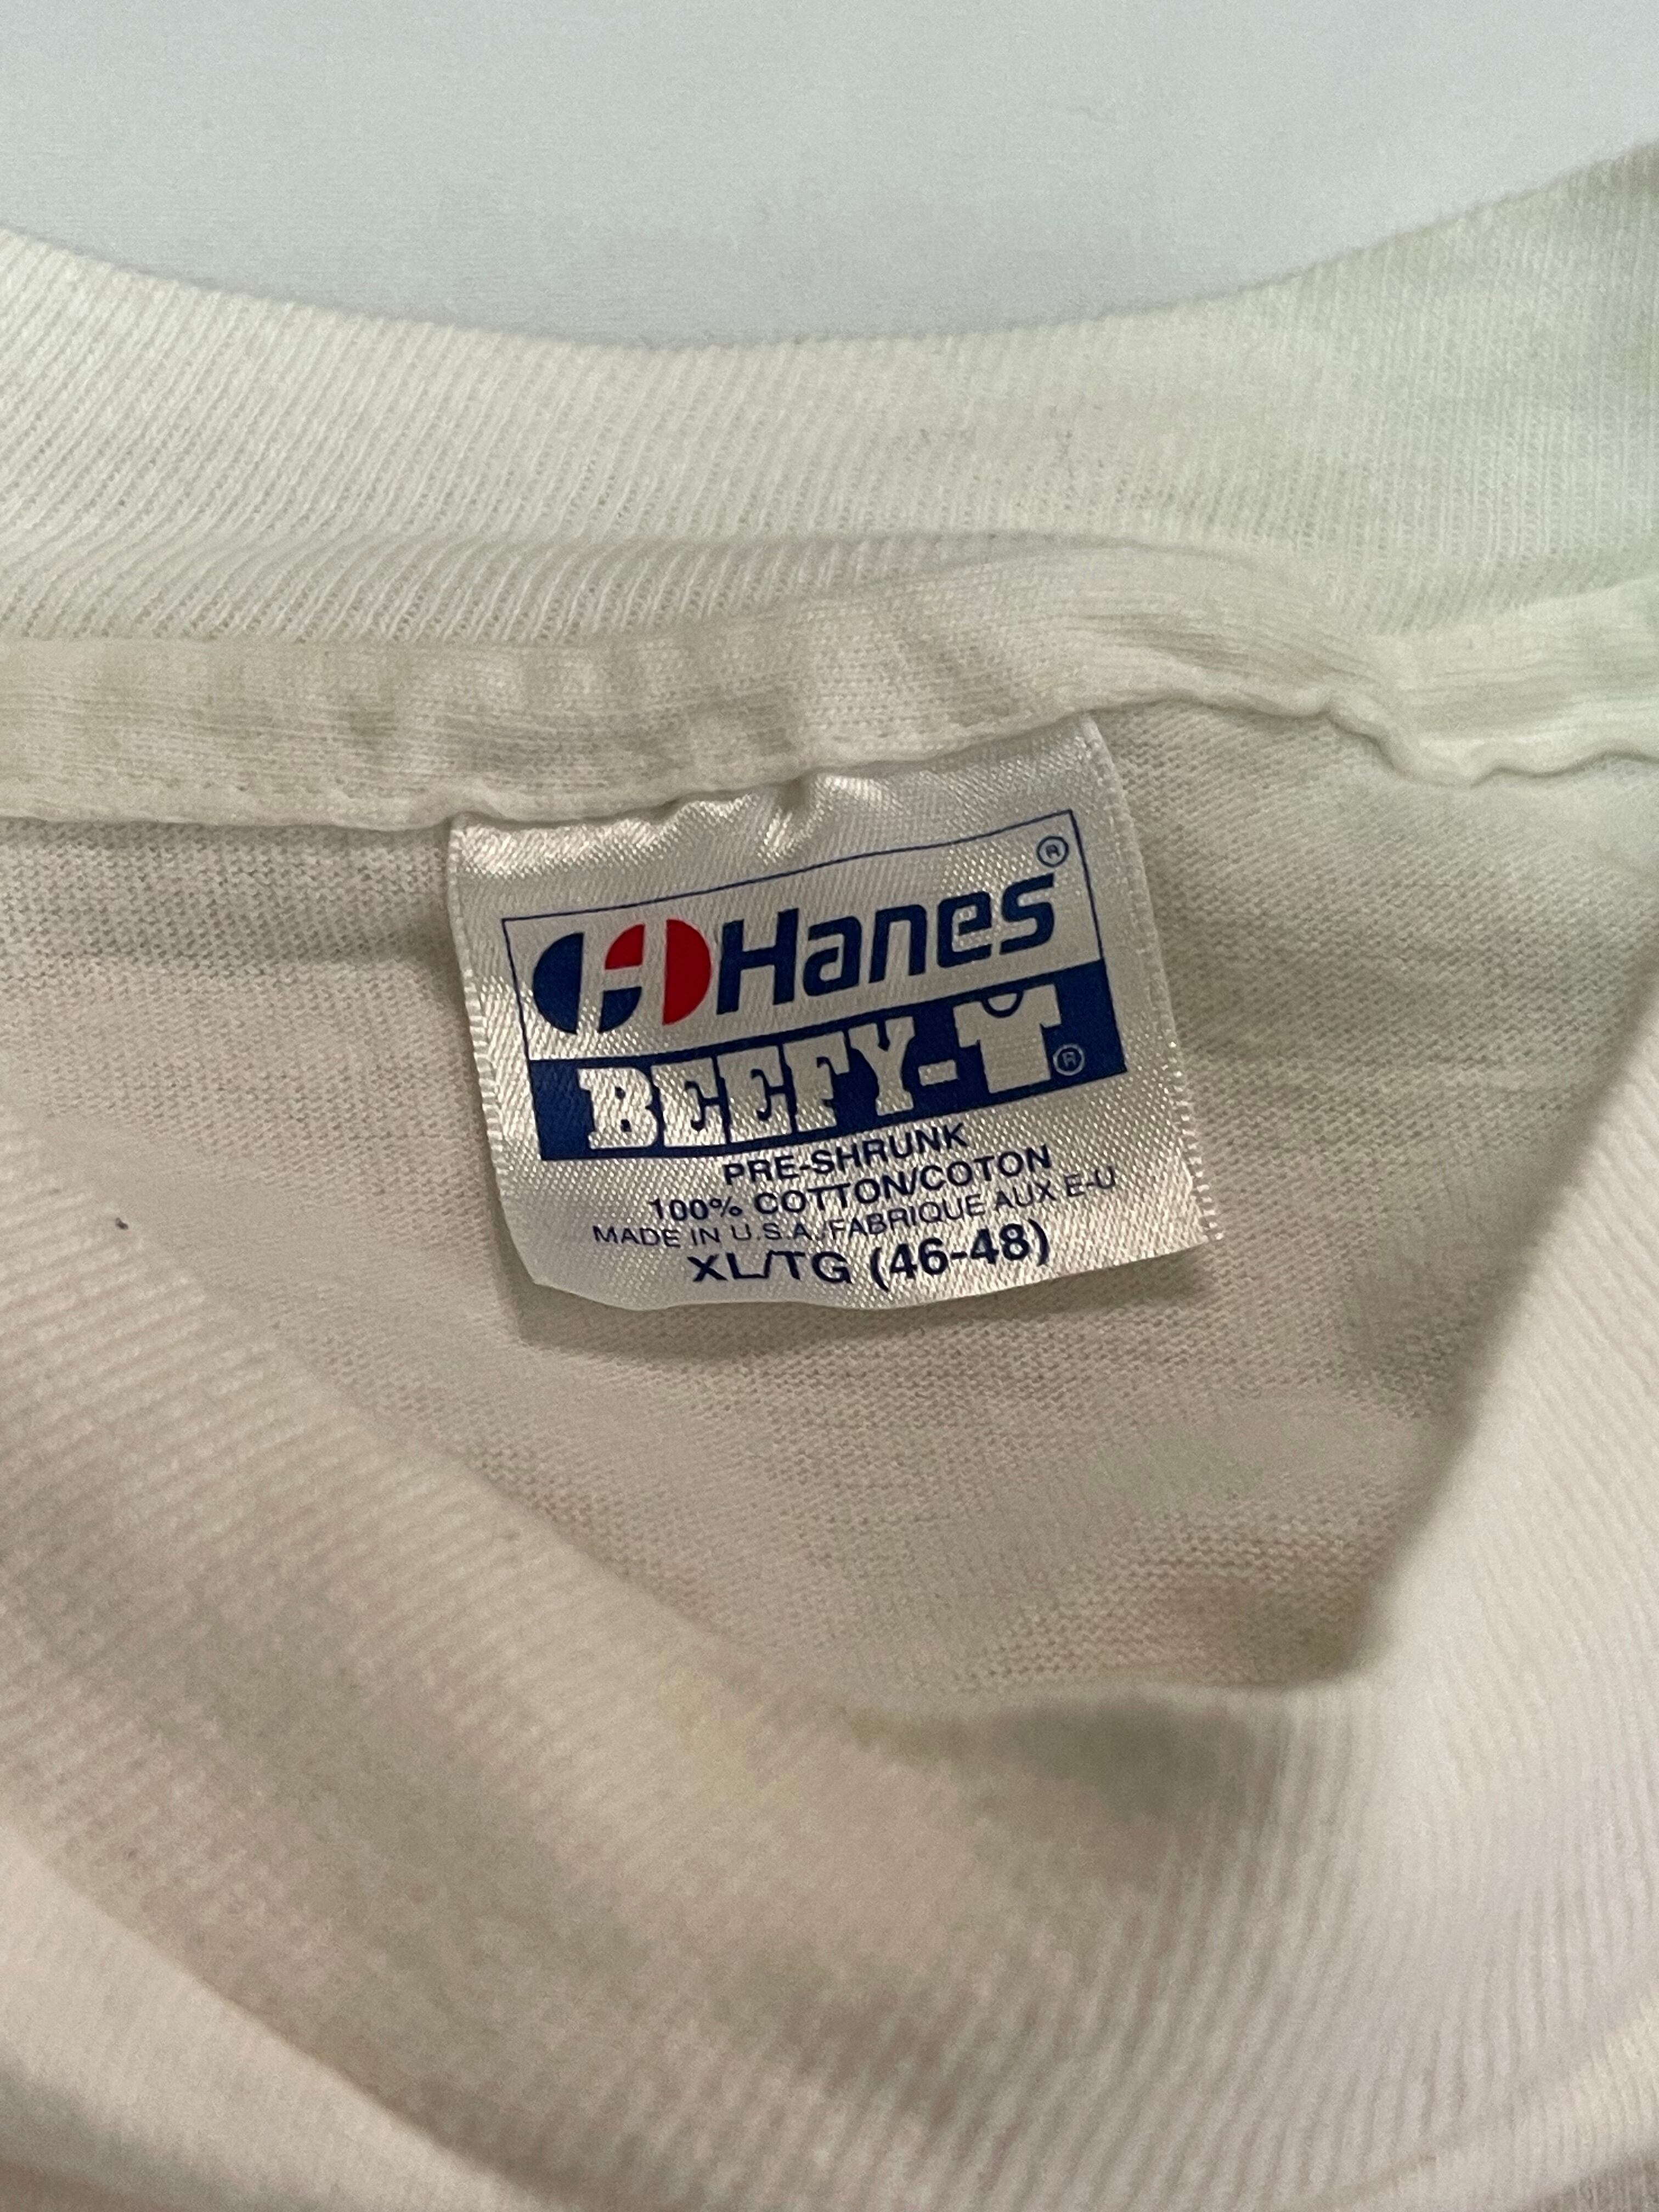 Hanes®
BEEFY-T®
PRE-SHRUNK
100% COTTON/COTON
MADE IN U.S.A./FABRIQUE AUX E-U
XL/TG (46-48)